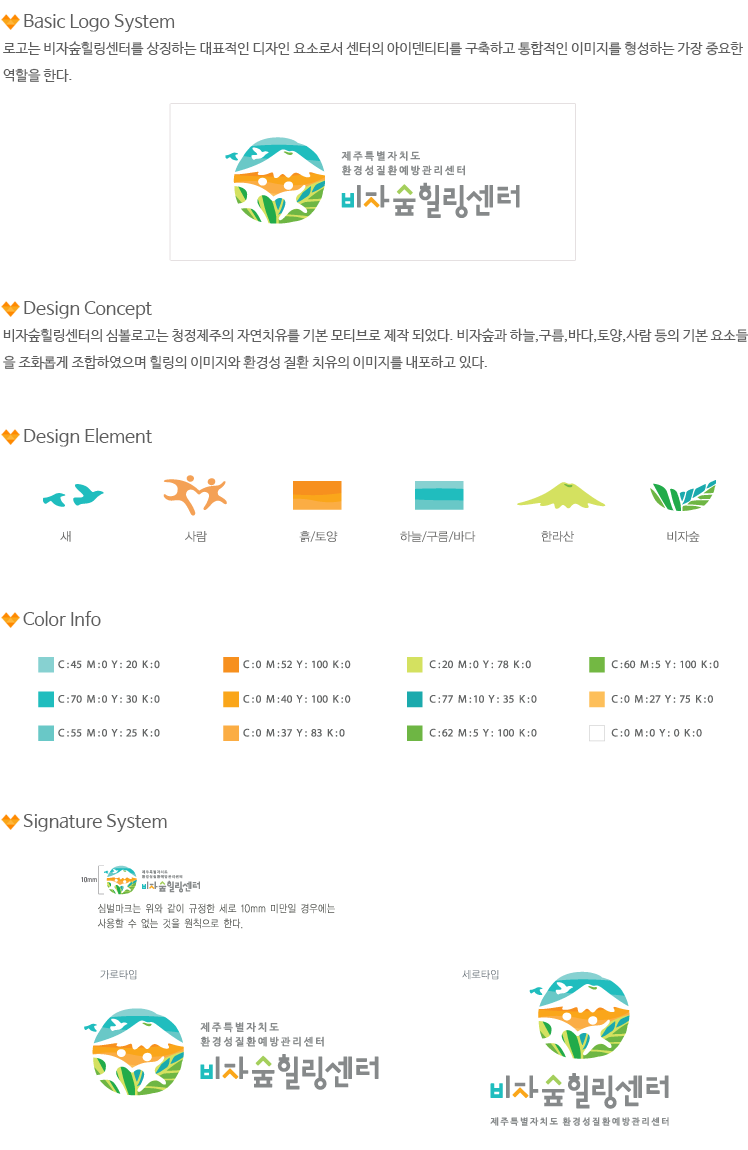 Basic Logo System
로고는 비자숲힐링센터를 상징하는 대표적인 디자인 요소로서 센터의 아이덴티티를 구축하고 통합적인 이미지를 형성하는 가장 중요한
역할을 한다.
제주특별자치도
환경성질환예방관리센터
비자숲힐링센터
Design Concept
비자숲힐링센터의 심볼로고는 청정제주의 자연치유를 기본 모티브로 제작 되었다. 비자숲과 하늘,구름,바다,토양,사람 등의 기본 요소들
을 조화롭게 조합하였으며 힐링의 이미지와 환경성 질환 치유의 이미지를 내포하고 있다.
Design Element
새 사람 흙/토양 하늘/구름/바다 한라산 비자숲
Color Info
C:45 M:0 Y: 20 K:0 C:0 M:52 Y: 100 K:0 C:20 M:0 Y: 78 K:0 C:60 M:5 Y: 100 K:0
C:70 M:0 Y: 30 K:0 C:0 M:40 Y: 100 K:0 C:77 M:10 Y: 35 K:0 C:0 M:27 Y: 75 K:0
C:55 M:0 Y: 25 K:0 C:0 M:37 Y: 83 K:0 C:62 M:5 Y: 100 K:0 C:0 M:0 Y: 0 K:0
Signature System
제주특별자치도
환경성질환예방관리센터
10mm 비자숲힐링센터
심벌마크는 위와 같이 규정한 세로 10mm 미만일 경우에는
사용할 수 없는 것을 원칙으로 한다.
가로타입
제주특별자치도
환경성질환예방관리센터
비자숲힐링센터
세로타입
비자숲힐링센터
제주특별자치도 환경성질환예방관리센터